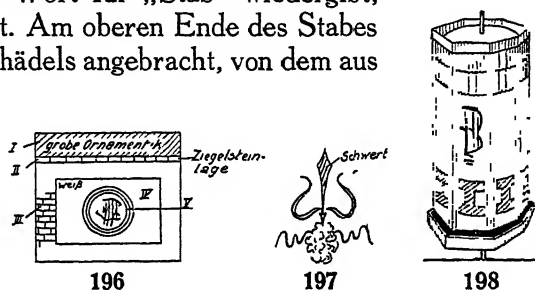 Wort für „Stab" wiedergibt,
t. Am oberen Ende des Stabes
hädels angebracht, von dem aus
I grobe Ornamentik
II Ziegelstein-
lage
weiß
IV
III V
Schwert
B
196 197 198